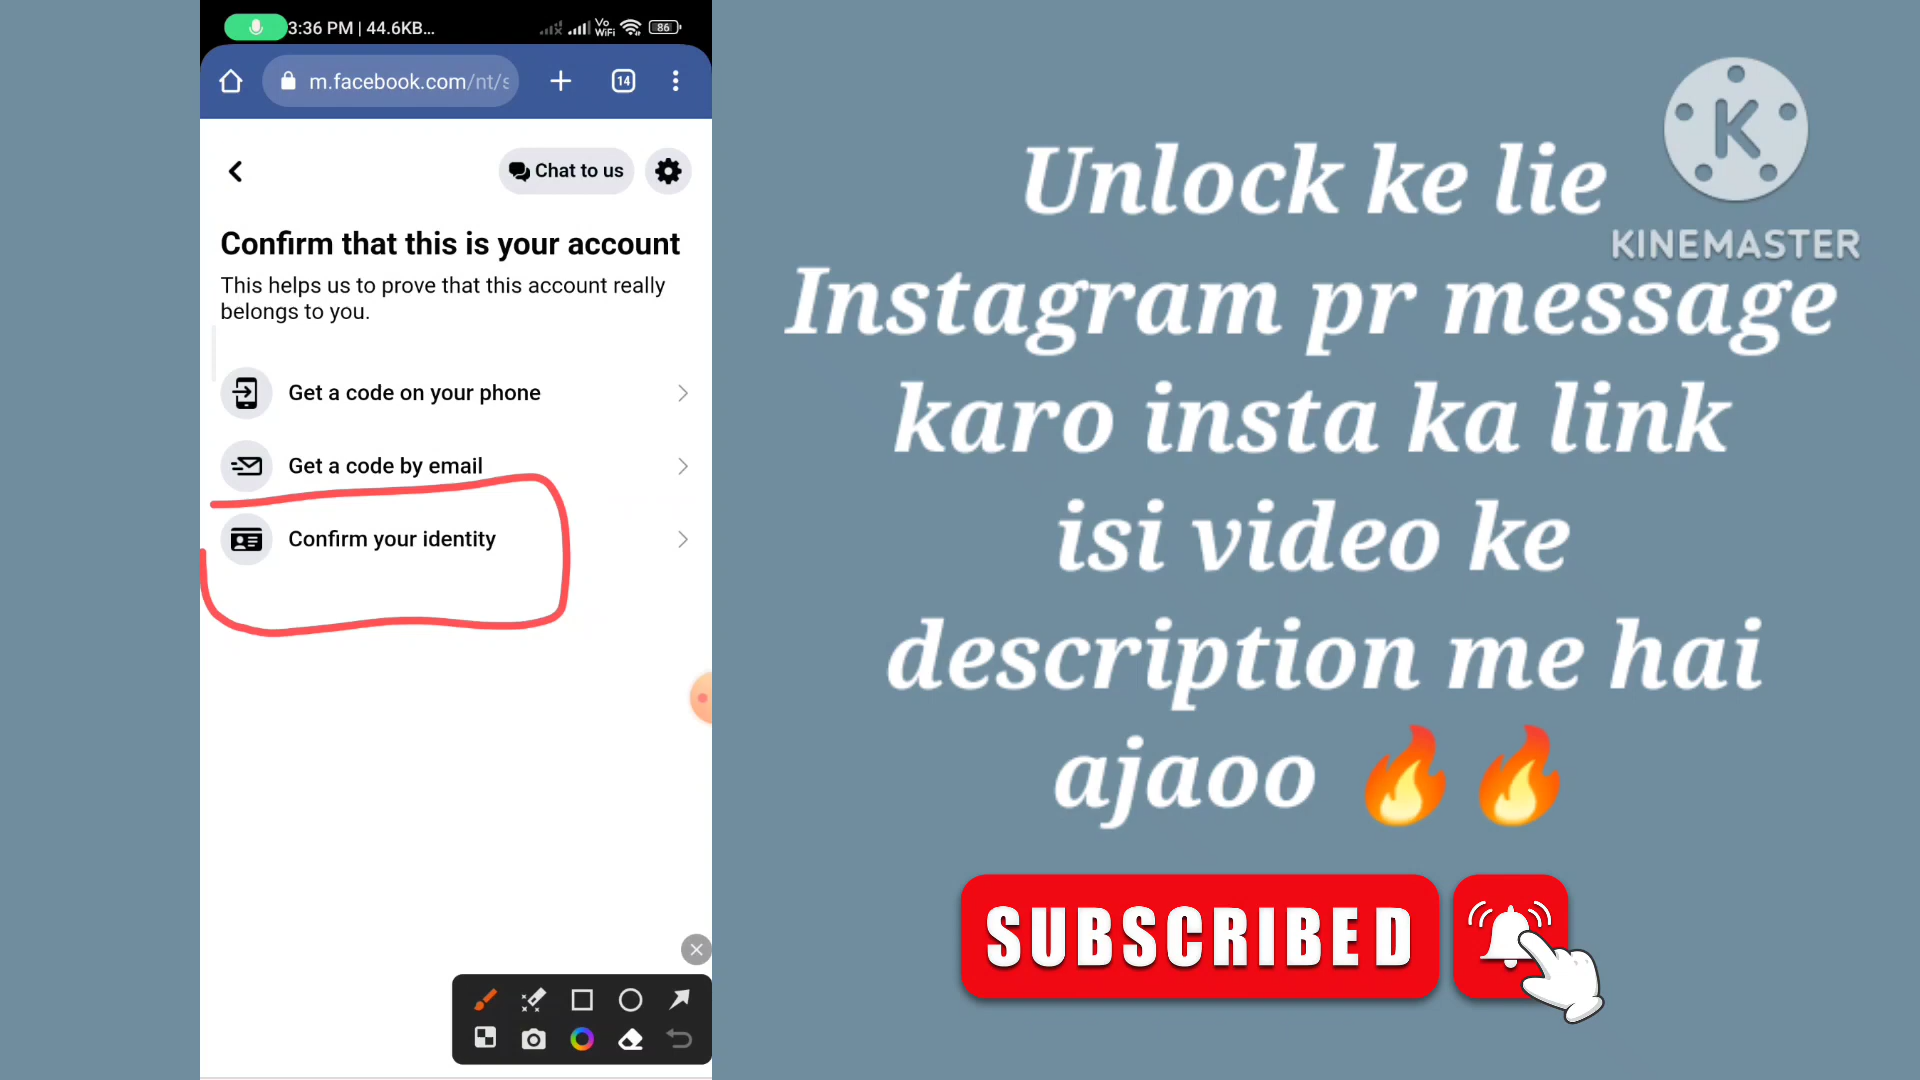 3:36 PM | 44.6KB...
Vo
WiFi
86
m.facebook.com/nt/s
14
Chat to us
Confirm that this is your account
This helps us to prove that this account really
belongs to you.
Get a code on your phone
Get a code by email
Confirm your identity
Unlock ke lie
Instagram pr message
karo insta ka link
isi video ke
description me hai
ajaoo 🔥🔥
K
KINEMASTER
SUBSCRIBED